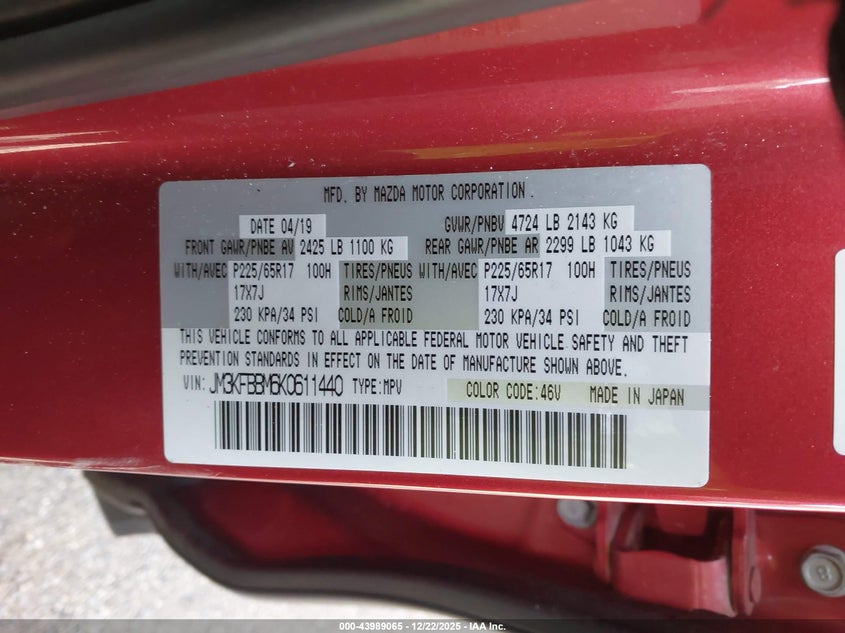 MFD. BY MAZDA MOTOR CORPORATION.
DATE 04/19 GVWR/PNBV 4724 LB 2143 KG
FRONT GAWR/PNBE AV 2425 LB 1100 KG REAR GAWR/PNBE AR 2299 LB 1043 KG
WITH/AVEC P225/65R17 100H TIRES/PNEUS WITH/AVEC P225/65R17 100H TIRES/PNEUS
17X7J RIMS/JANTES 17X7J RIMS/JANTES
230 KPA/34 PSI COLD/A FROID 230 KPA/34 PSI COLD/A FROID
THIS VEHICLE CONFORMS TO ALL APPLICABLE FEDERAL MOTOR VEHICLE SAFETY AND THEFT
PREVENTION STANDARDS IN EFFECT ON THE DATE OF MANUFACTURE SHOWN ABOVE.
VIN: JM3KFBBM6K0611440 TYPE:MPV COLOR CODE:46V MADE IN JAPAN
8
000-43989065 - 12/22/2025 - IAA Inc.